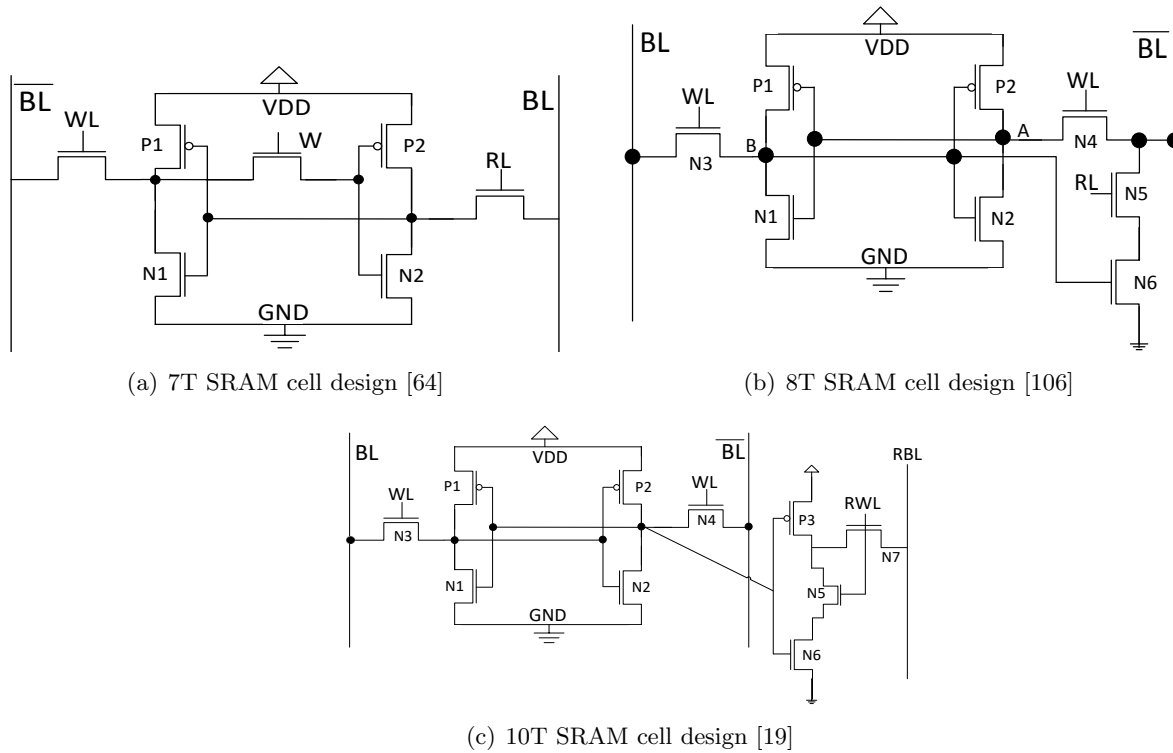 BL
WL
VDD
P1
W
P2
RL
BL
N1
N2
GND
(a) 7T SRAM cell design [64]
BL
VDD
BL
P1
P2
WL
WL
B
A
N3
N4
RL
N5
N1
N2
GND
N6
(b) 8T SRAM cell design [106]
BL
VDD
BL
RBL
P1
P2
WL
WL
RWL
N3
N4
P3
N7
N1
N2
N5
GND
N6
(c) 10T SRAM cell design [19]